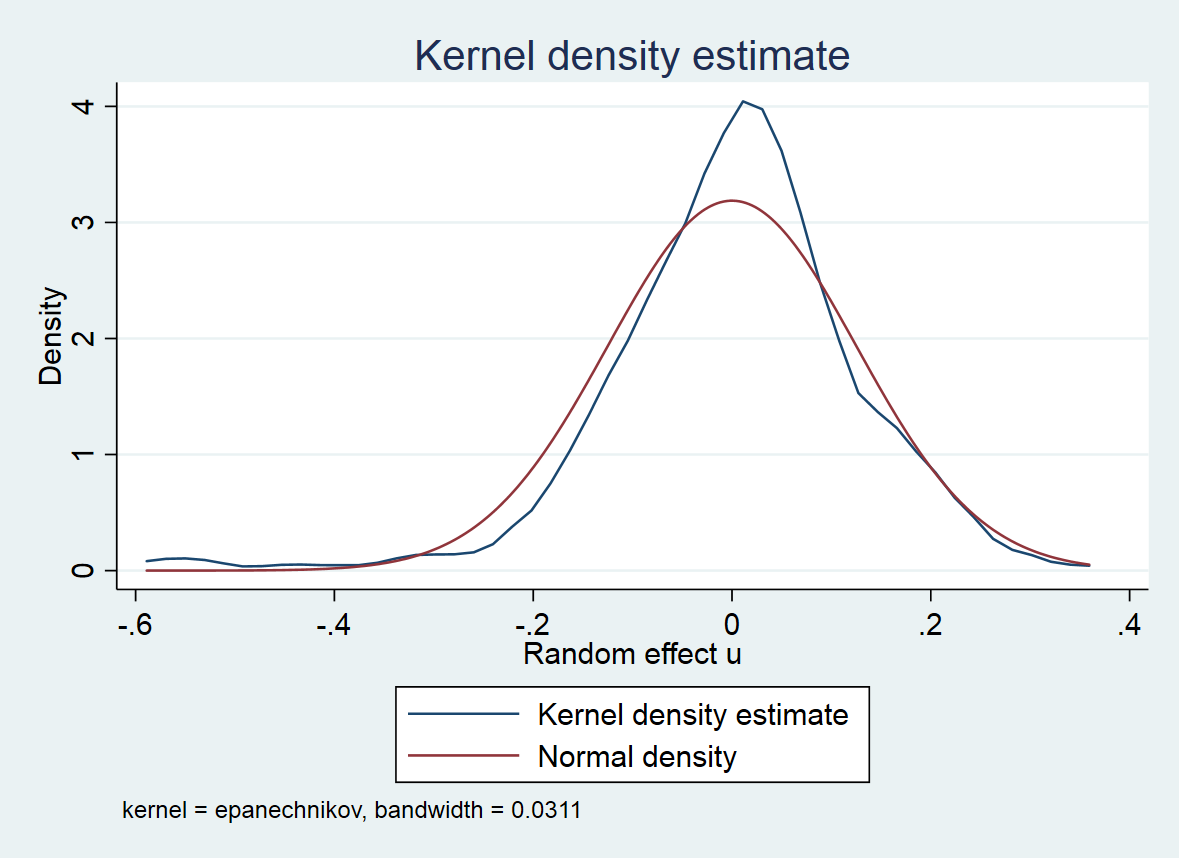 Kernel density estimate
Density
4
3
2
1
0
-.6 -.4 -.2 0 .2 .4
Random effect u
Kernel density estimate
Normal density
kernel = epanechnikov, bandwidth = 0.0311